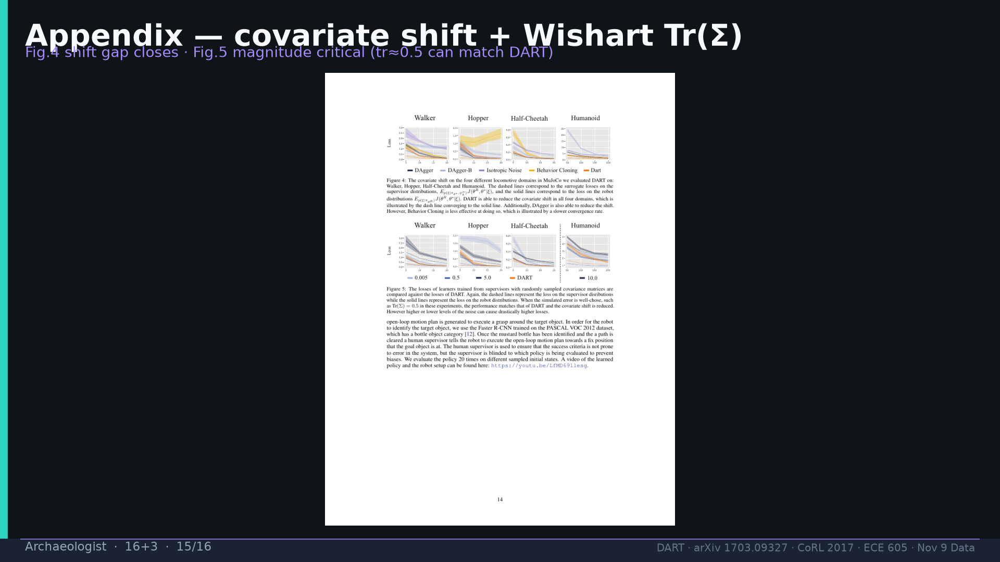 Appendix — covariate shift + Wishart Tr(Σ)
Fig.4 shift gap closes · Fig.5 magnitude critical (tr≈0.5 can match DART)
Walker Hopper Half-Cheetah Humanoid
Loss
DAgger DAgger-B Isotropic Noise Behavior Cloning Dart
Figure 4: The covariate shift on the four different locomotive domains in MuJoCo we evaluated DART on:
Walker, Hopper, Half-Cheetah and Humanoid. The dashed lines correspond to the surrogate losses on the
supervisor distributions, and the solid lines correspond to the loss on the robot
distributions DART is able to reduce the covariate shift in all four domains, which is
illustrated by the dash line converging to the solid line. Additionally, DAgger is also able to reduce the shift.
However, Behavior Cloning is less effective at doing so, which is illustrated by a slower convergence rate.
Walker Hopper Half-Cheetah Humanoid
Loss
0.005 0.5 5.0 DART 10.0
Figure 5: The losses of learners trained from supervisors with randomly sampled covariance matrices are
compared against the losses of DART. Again, the dashed lines represent the loss on the supervisor disributions
while the solid lines represent the loss on the robot distributions. When the simulated error is well-chose, such
as Tr(Σ) = 0.5 in these experiments, the performance matches that of DART and the covariate shift is reduced.
However higher or lower levels of the noise can cause drastically higher losses.
open-loop motion plan is generated to execute a grasp around the target object. In order for the robot
to identify the target object, we use the Faster R-CNN trained on the PASCAL VOC 2012 dataset,
which has a bottle object category [12]. Once the mustard bottle has been identified and the a path is
cleared a human supervisor tells the robot to execute the open-loop motion plan towards a fix position
that the goal object is at. The human supervisor is used to ensure that the success criteria is not prone
to error in the system, but the supervisor is blinded to which policy is being evaluated to prevent
biases. We evaluate the policy 20 times on different sampled initial states. A video of the learned
policy and the robot setup can be found here: https://youtu.be/LfMD69llesg.
14
Archaeologist · 16+3 · 15/16
DART · arXiv 1703.09327 · CoRL 2017 · ECE 605 · Nov 9 Data